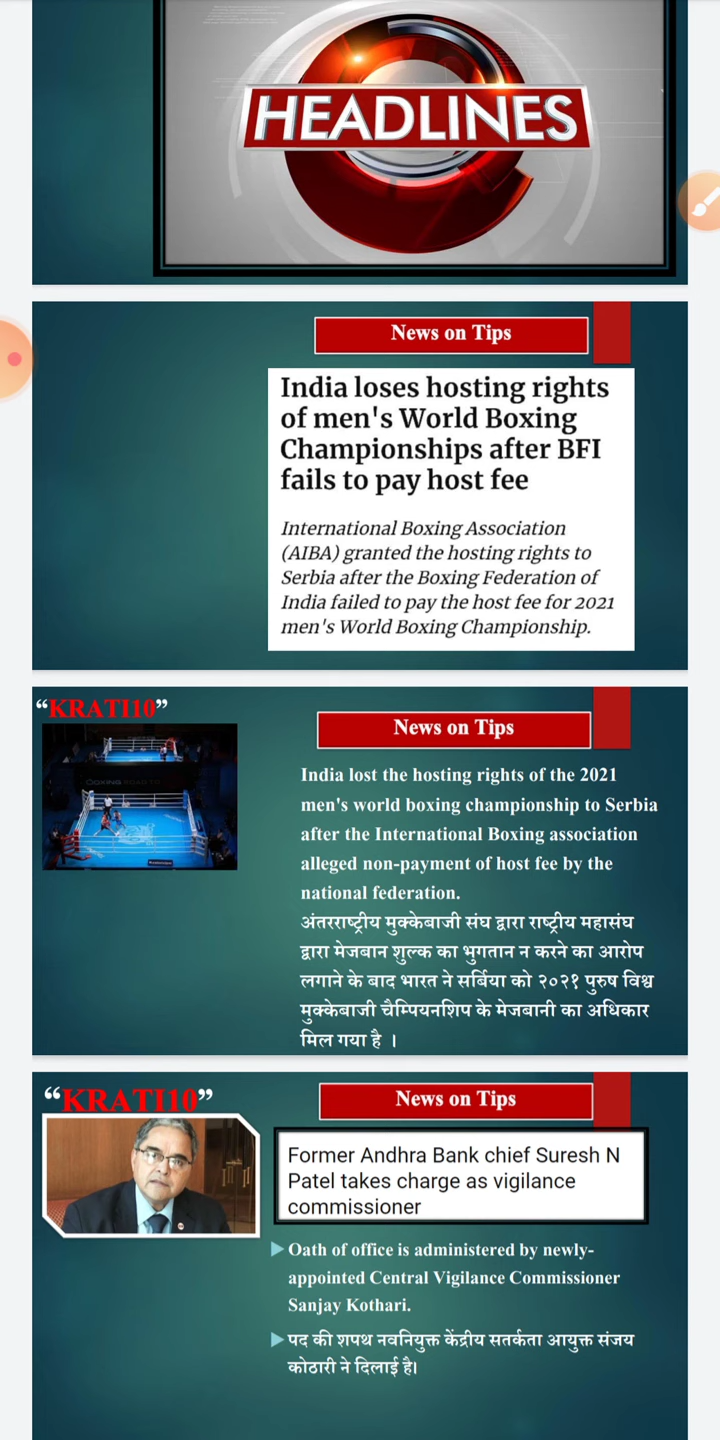 HEADLINES
News on Tips
India loses hosting rights
of men's World Boxing
Championships after BFI
fails to pay host fee
International Boxing Association
(AIBA) granted the hosting rights to
Serbia after the Boxing Federation of
India failed to pay the host fee for 2021
men's World Boxing Championship.
“KRATI10”
News on Tips
India lost the hosting rights of the 2021
men's world boxing championship to Serbia
after the International Boxing association
alleged non-payment of host fee by the
national federation.
अंतरराष्ट्रीय मुक्केबाजी संघ द्वारा राष्ट्रीय महासंघ
द्वारा मेजबान शुल्क का भुगतान न करने का आरोप
लगाने के बाद भारत ने सर्बिया को २०२१ पुरुष विश्व
मुक्केबाजी चैम्पियनशिप के मेजबानी का अधिकार
मिल गया है ।
“KRATI10”
News on Tips
Former Andhra Bank chief Suresh N
Patel takes charge as vigilance
commissioner
Oath of office is administered by newly-
appointed Central Vigilance Commissioner
Sanjay Kothari.
पद की शपथ नवनियुक्त केंद्रीय सतर्कता आयुक्त संजय
कोठारी ने दिलाई है।